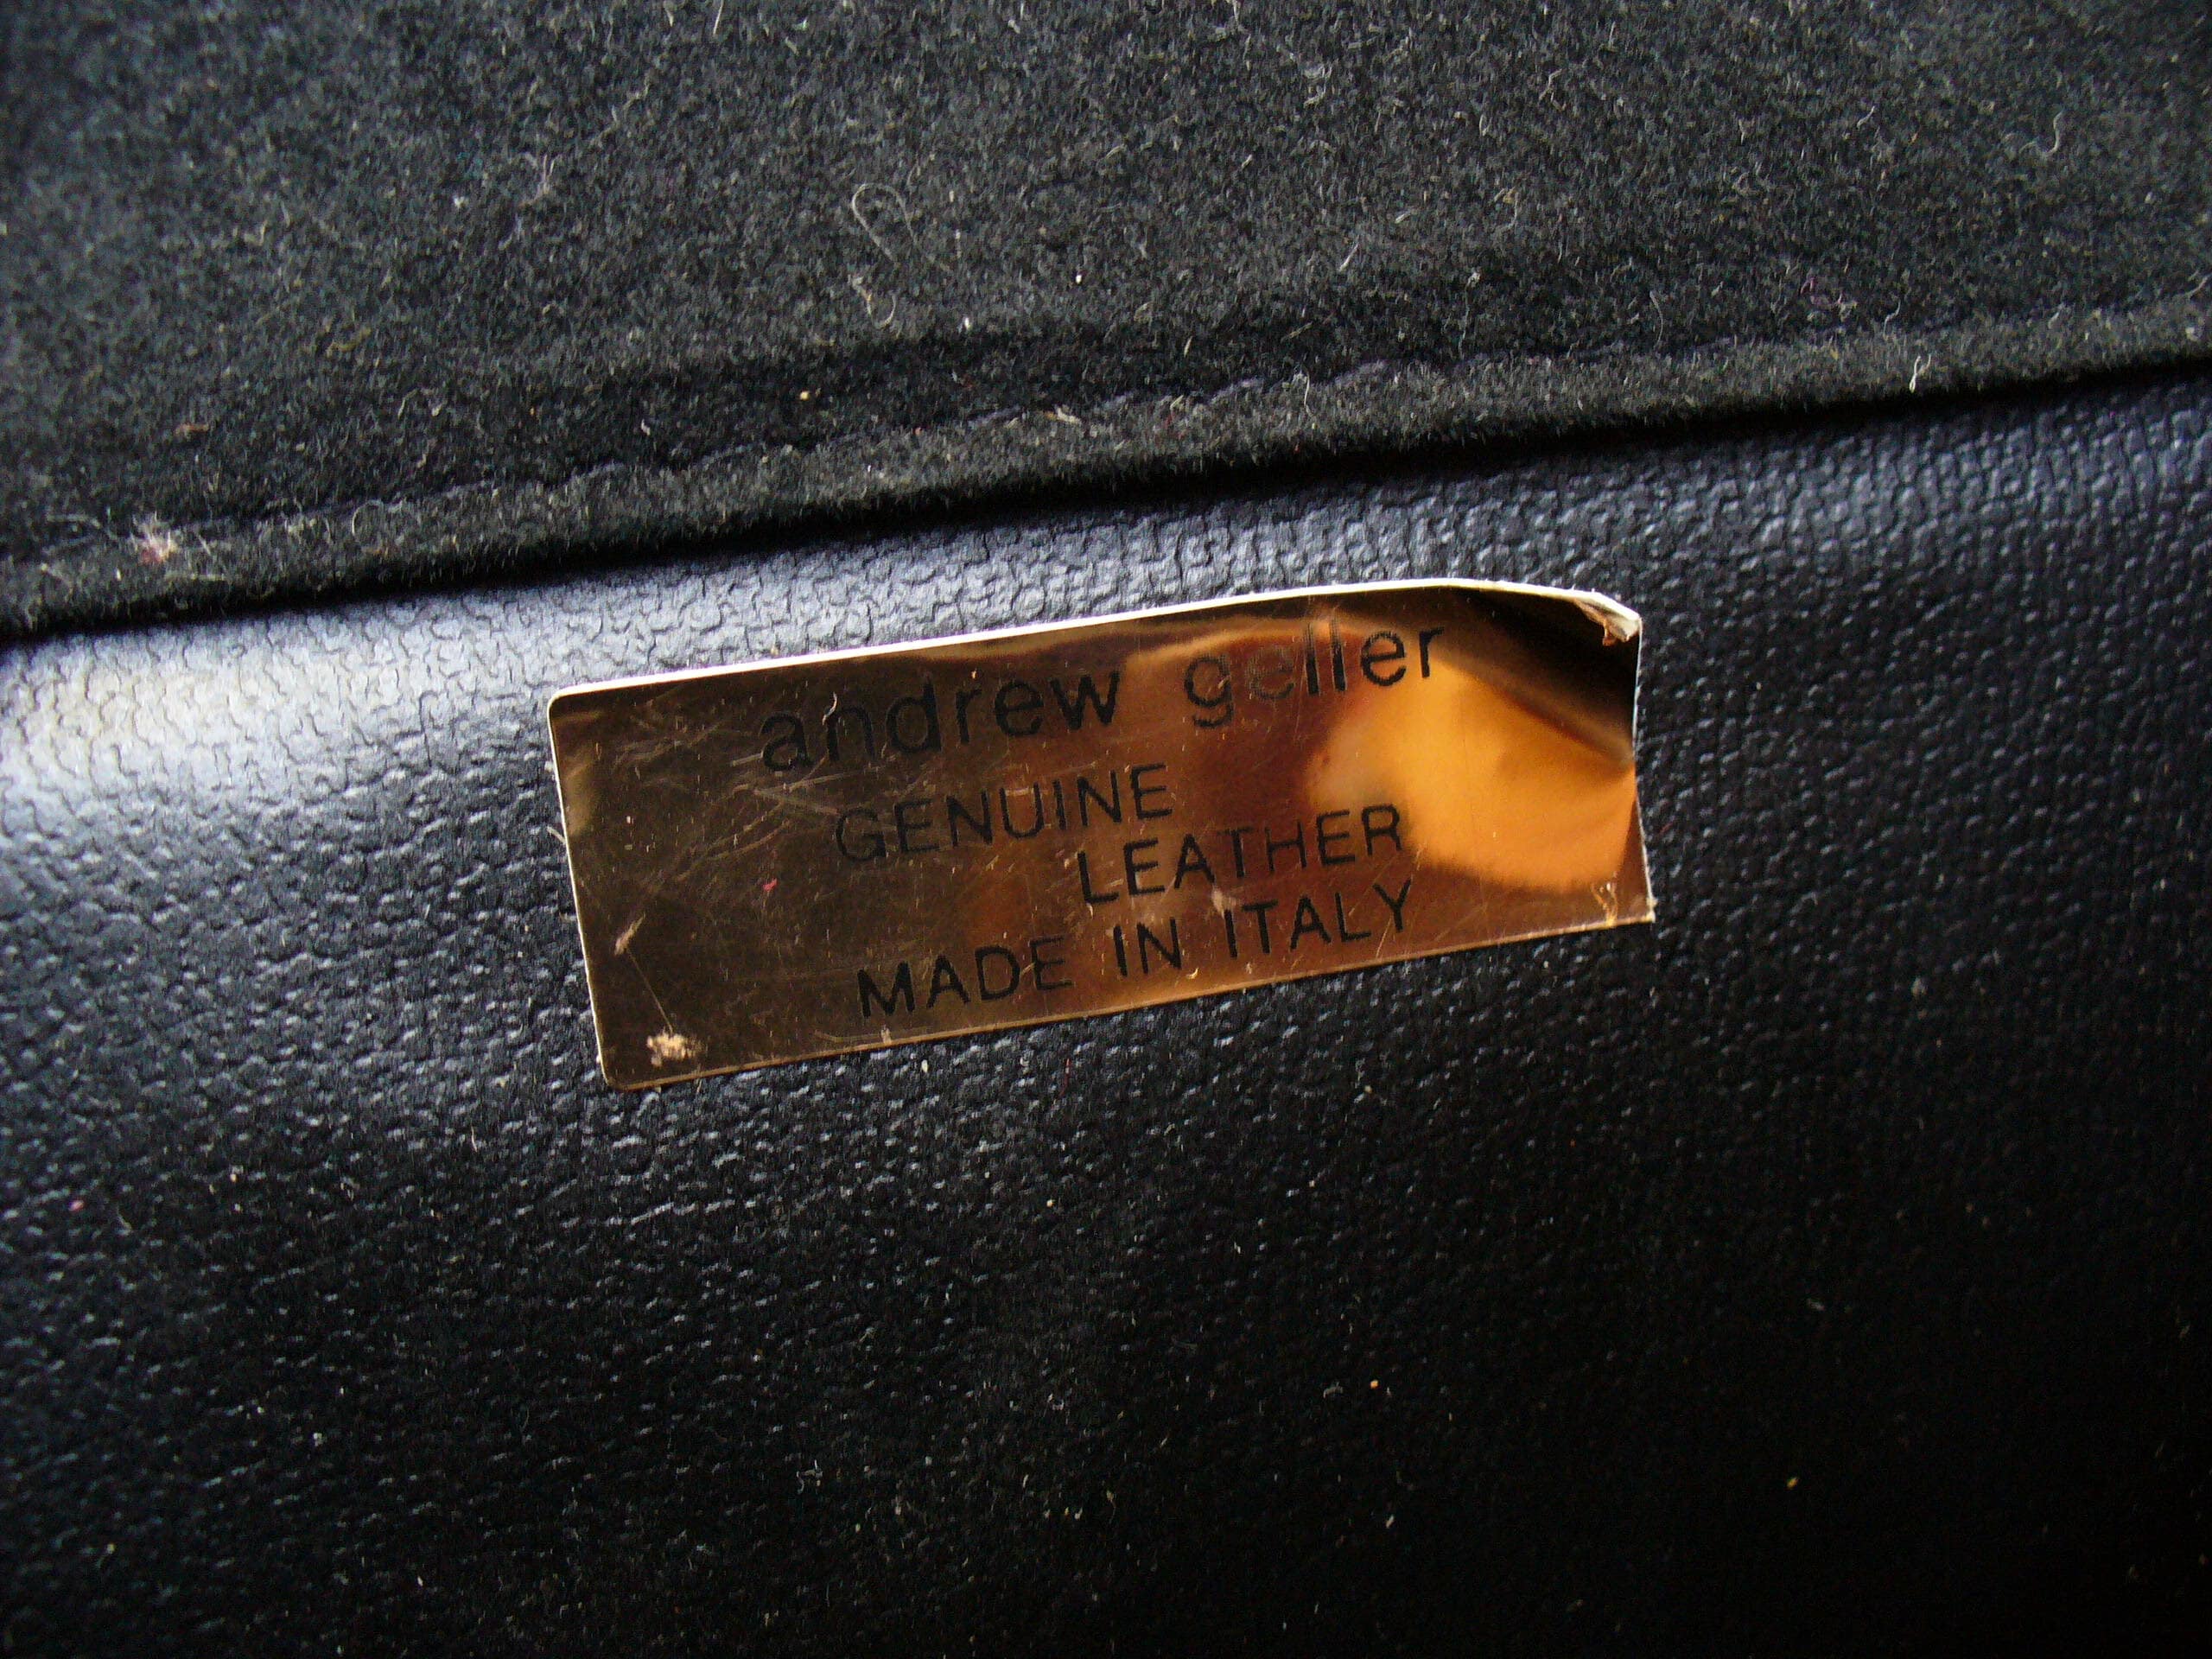 andrew geller
GENUINE
LEATHER
MADE IN ITALY